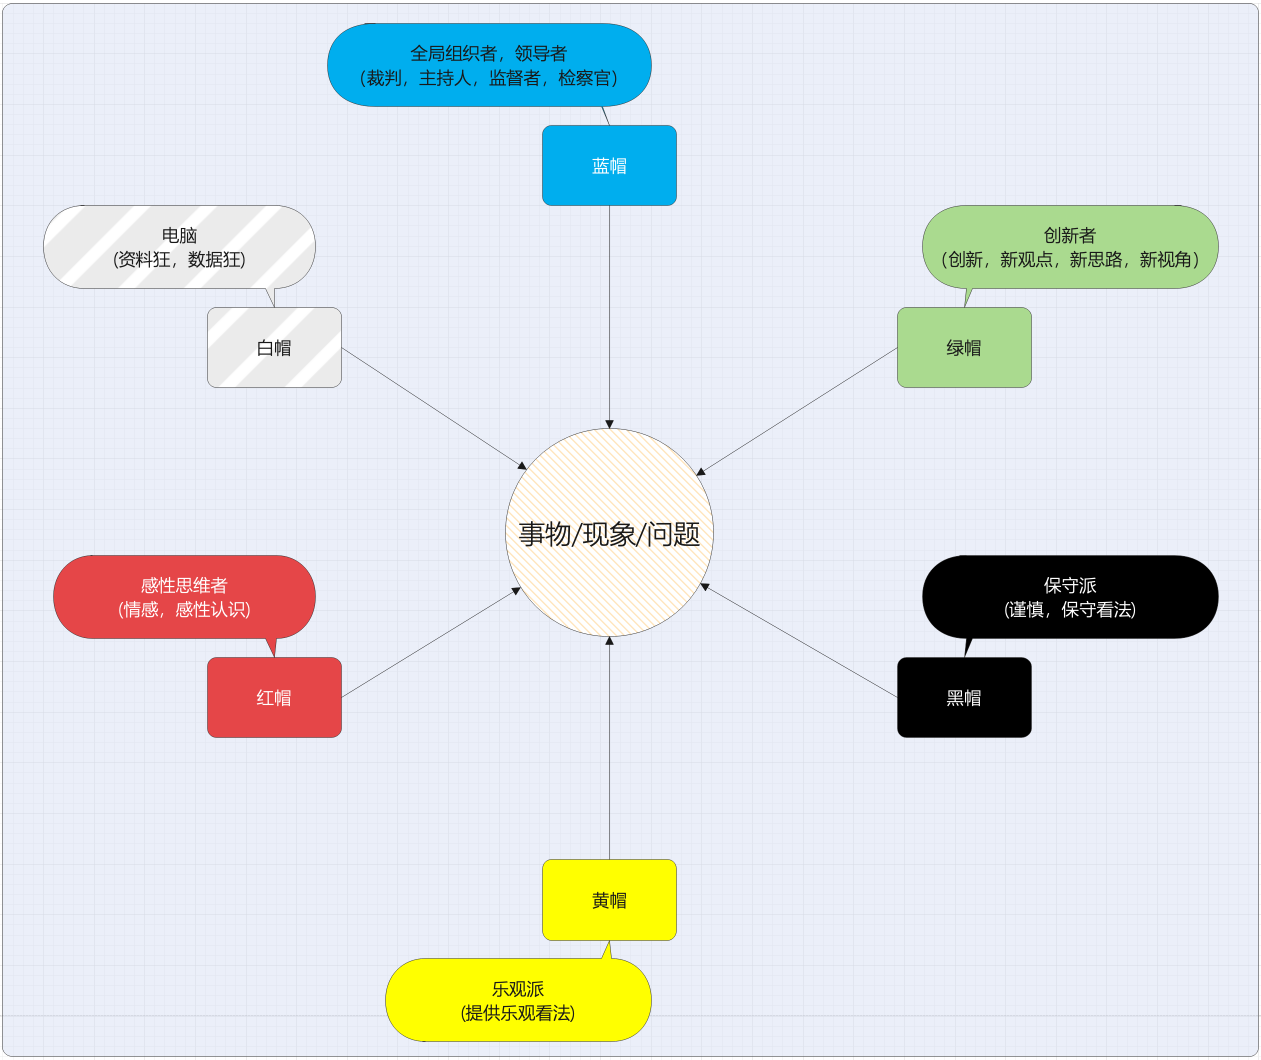 全局组织者，领导者
（裁判，主持人，监督者，检察官）
蓝帽
电脑
(资料狂，数据狂)
白帽
创新者
（创新，新观点，新思路，新视角）
绿帽
事物/现象/问题
感性思维者
(情感，感性认识)
红帽
保守派
(谨慎，保守看法)
黑帽
黄帽
乐观派
(提供乐观看法)